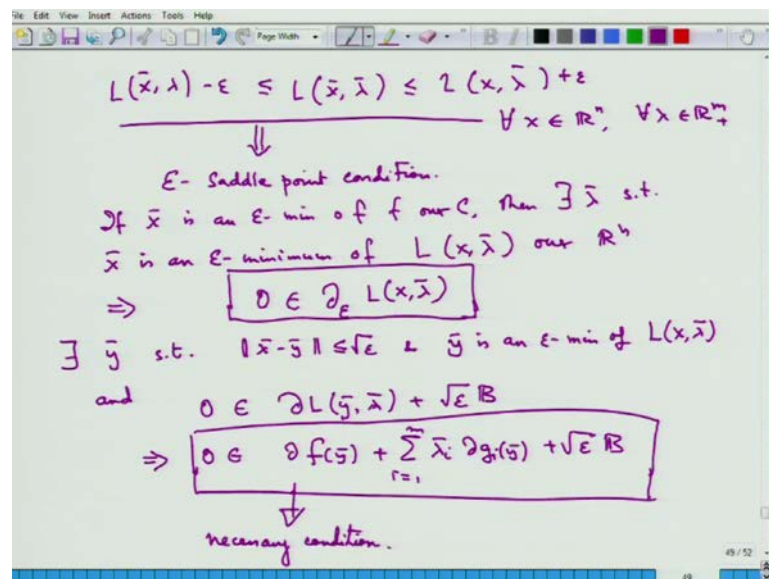 File Edit View Insert Actions Tools Help
Page Width
L(x̄, λ) - ε ≤ L(x̄, λ̄) ≤ L(x, λ̄) + ε
∀ x ∈ ℝⁿ, ∀ λ ∈ ℝᵐ₊
⇓
ε- Saddle point condition.
If x̄ is an ε- min of f over C, then ∃ λ̄ s.t.
x̄ is an ε- minimum of L(x, λ̄) over ℝⁿ
⇒ 0 ∈ ∂_ε L(x, λ̄)
∃ ȳ s.t. ‖x̄ - ȳ‖ ≤ √ε & ȳ is an ε- min of L(x, λ̄)
and 0 ∈ ∂L(ȳ, λ̄) + √ε 𝔹
⇒ 0 ∈ ∂f(ȳ) + ∑_{i=1}^{m} λ̄ᵢ ∂gᵢ(ȳ) + √ε 𝔹
necessary condition.
49 / 52
49